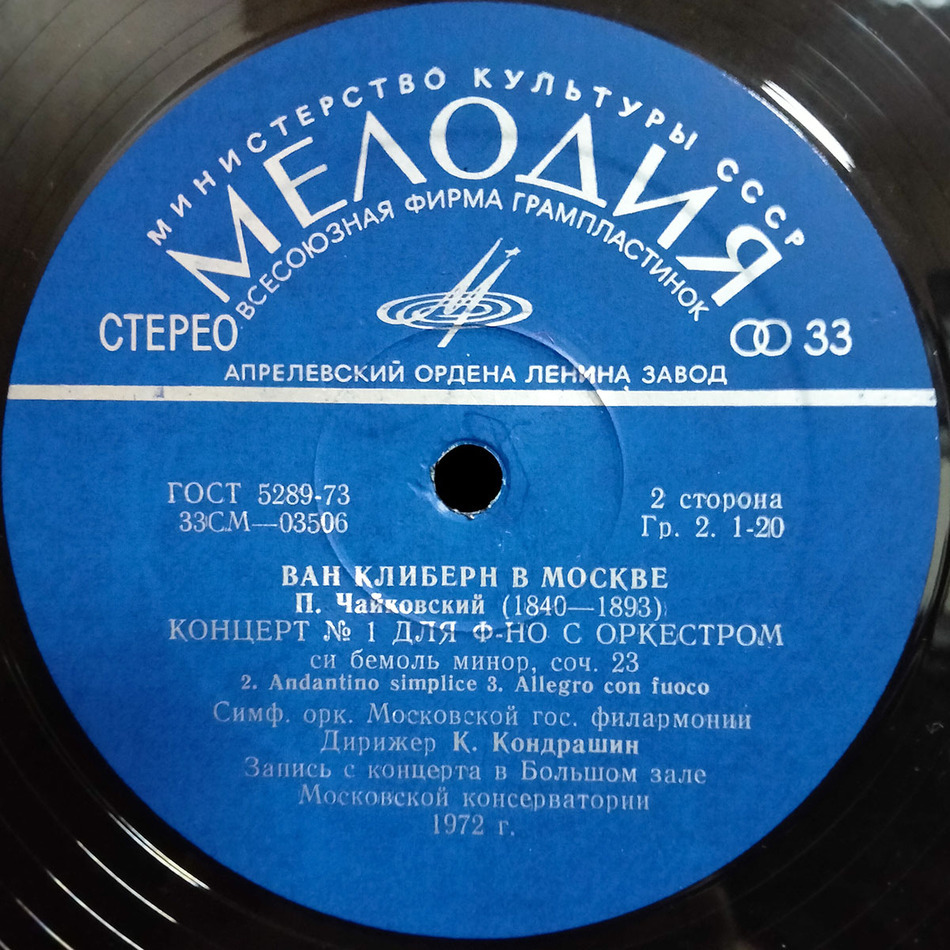 МИНИСТЕРСТВО КУЛЬТУРЫ СССР
МЕЛОДИЯ
ВСЕСОЮЗНАЯ ФИРМА ГРАМПЛАСТИНОК
СТЕРЕО
33
АПРЕЛЕВСКИЙ ОРДЕНА ЛЕНИНА ЗАВОД
ГОСТ 5289-73
33СМ—03506
2 сторона
Гр. 2. 1-20
ВАН КЛИБЕРН В МОСКВЕ
П. Чайковский (1840—1893)
КОНЦЕРТ № 1 ДЛЯ Ф-НО С ОРКЕСТРОМ
си бемоль минор, соч. 23
2. Andantino simplice 3. Allegro con fuoco
Симф. орк. Московской гос. филармонии
Дирижер К. Кондрашин
Запись с концерта в Большом зале
Московской консерватории
1972 г.